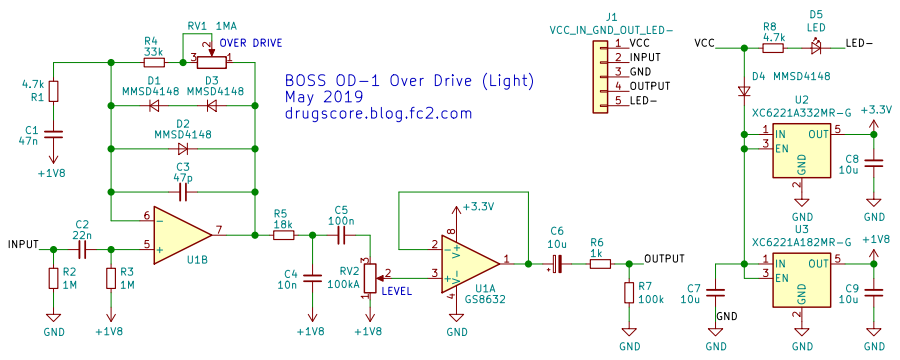 BOSS OD-1 Over Drive (Light)
May 2019
drugscore.blog.fc2.com
RV1 1MA
R4
33k
2
3
1
OVER DRIVE
4.7k
R1
C1
47n
+1V8
D1
MMSD4148
D3
MMSD4148
D2
MMSD4148
C3
47p
INPUT
C2
22n
R2
1M
GND
R3
1M
+1V8
6
5
7
-
+
U1B
R5
18k
C4
10n
+1V8
C5
100n
RV2
100kA
3
2
1
LEVEL
+1V8
+3.3V
8
V+
2
-
3
+
1
V-
4
U1A
GS8632
GND
C6
10u
+
R6
1k
OUTPUT
R7
100k
GND
J1
VCC_IN_GND_OUT_LED-
1 VCC
2 INPUT
3 GND
4 OUTPUT
5 LED-
VCC
R8
4.7k
D5
LED
LED-
D4 MMSD4148
U2
XC6221A332MR-G
1 IN
3 EN
OUT 5
GND
2
GND
+3.3V
C8
10u
GND
U3
XC6221A182MR-G
1 IN
3 EN
OUT 5
GND
2
GND
+1V8
C9
10u
GND
C7
10u
GND
GND